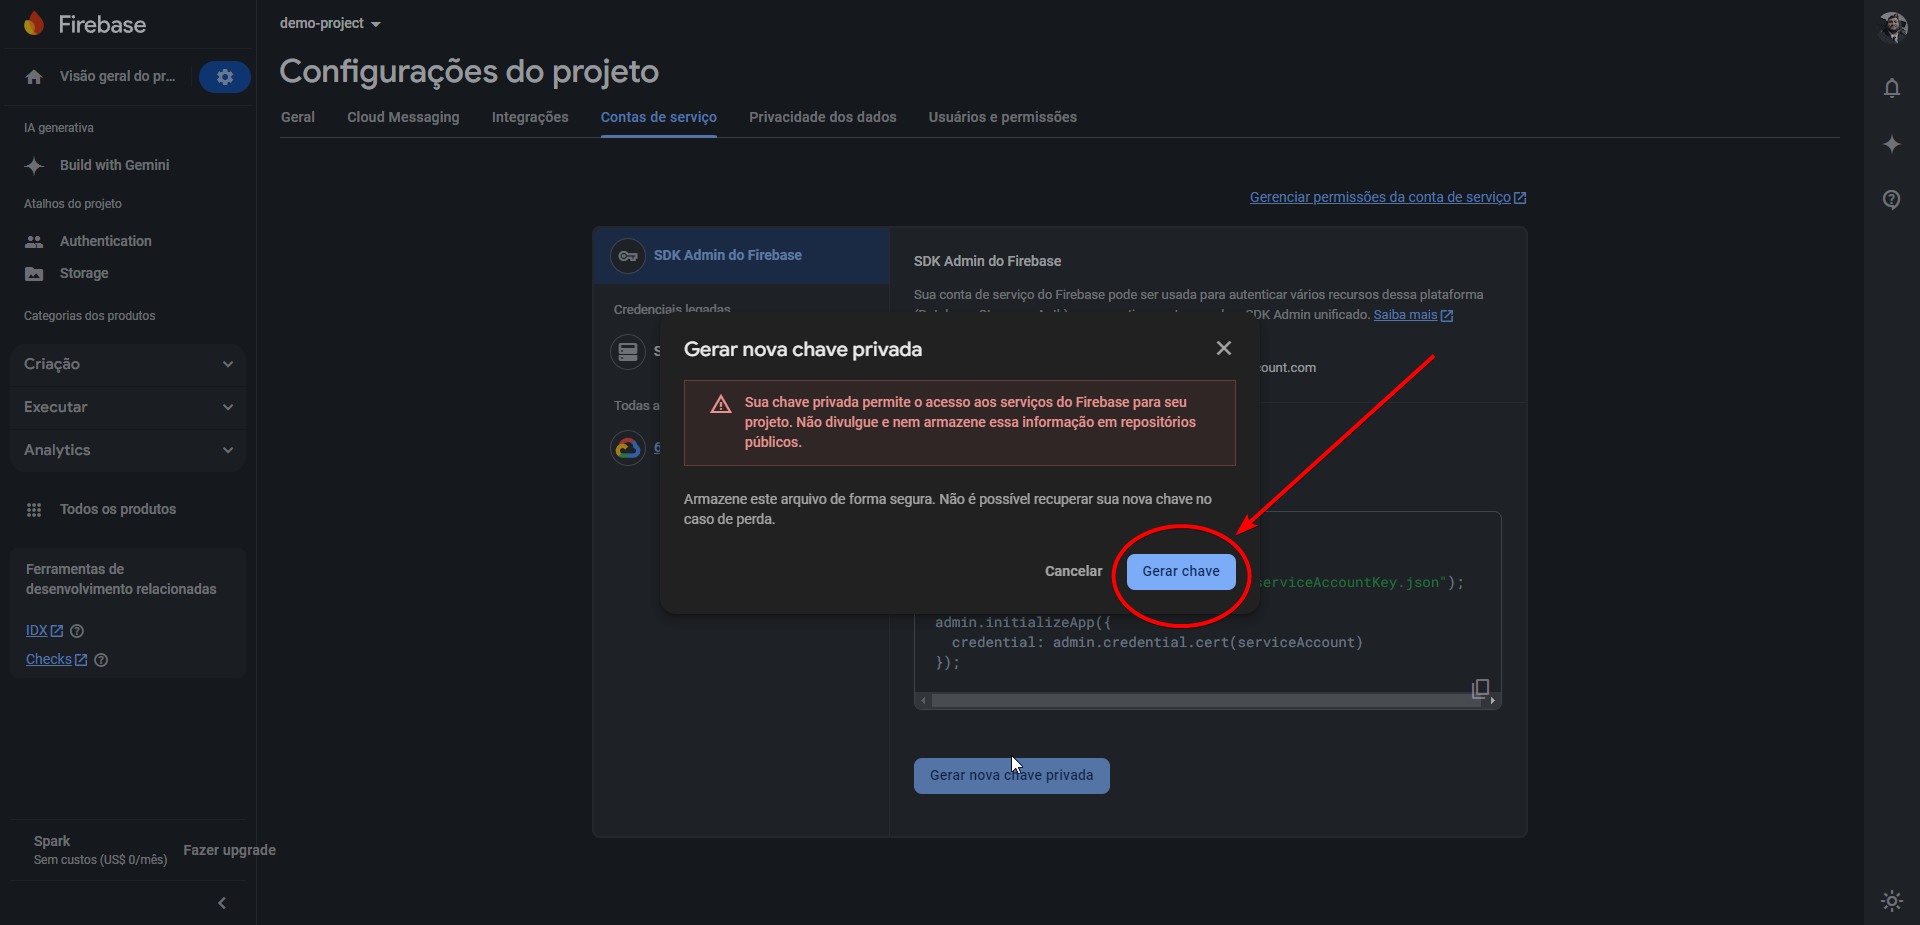 Firebase
demo-project
Visão geral do pr...
Configurações do projeto
Geral
Cloud Messaging
Integrações
Contas de serviço
Privacidade dos dados
Usuários e permissões
IA generativa
Build with Gemini
Atalhos do projeto
Authentication
Storage
Categorias dos produtos
Criação
Executar
Analytics
Todos os produtos
Ferramentas de
desenvolvimento relacionadas
IDX
Checks
Spark
Sem custos (US$ 0/mês)
Fazer upgrade
Gerenciar permissões da conta de serviço
SDK Admin do Firebase
Credenciais legadas
S
Todas a
6
SDK Admin do Firebase
Sua conta de serviço do Firebase pode ser usada para autenticar vários recursos dessa plataforma
SDK Admin unificado. Saiba mais
count.com
Gerar nova chave privada
Sua chave privada permite o acesso aos serviços do Firebase para seu
projeto. Não divulgue e nem armazene essa informação em repositórios
públicos.
Armazene este arquivo de forma segura. Não é possível recuperar sua nova chave no
caso de perda.
Cancelar
Gerar chave
serviceAccountKey.json");
admin.initializeApp({
credential: admin.credential.cert(serviceAccount)
});
Gerar nova chave privada